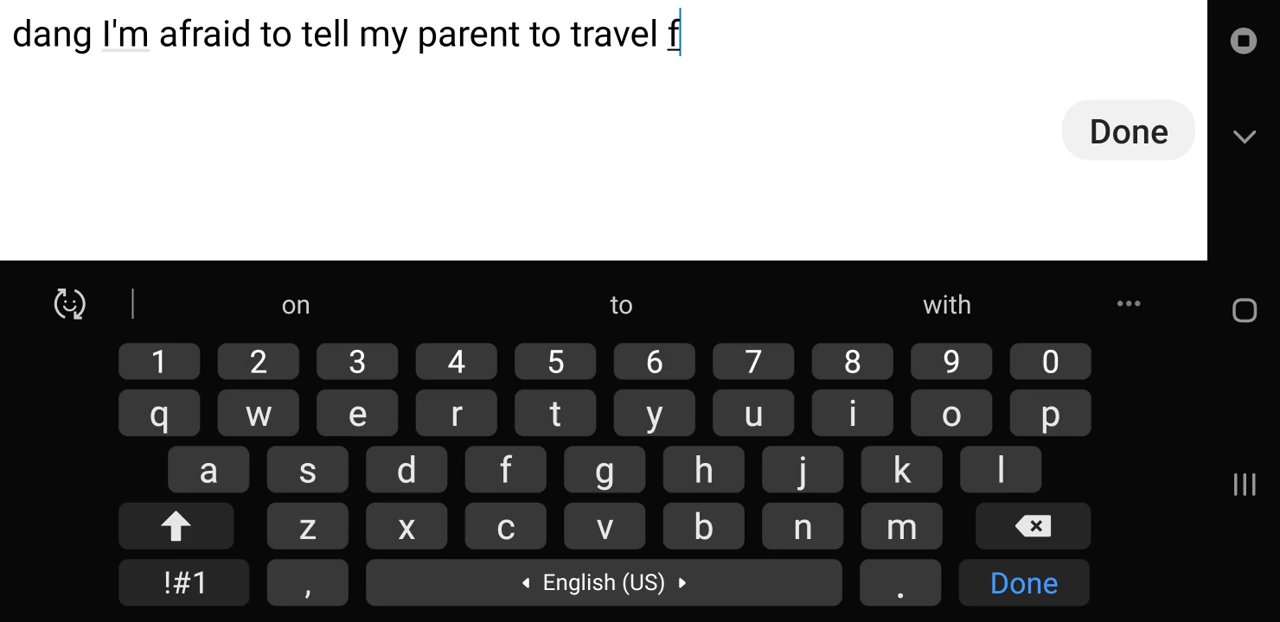 dang I'm afraid to tell my parent to travel f
Done
on to with •••
1 2 3 4 5 6 7 8 9 0
q w e r t y u i o p
a s d f g h j k l
z x c v b n m
!#1 , English (US) . Done